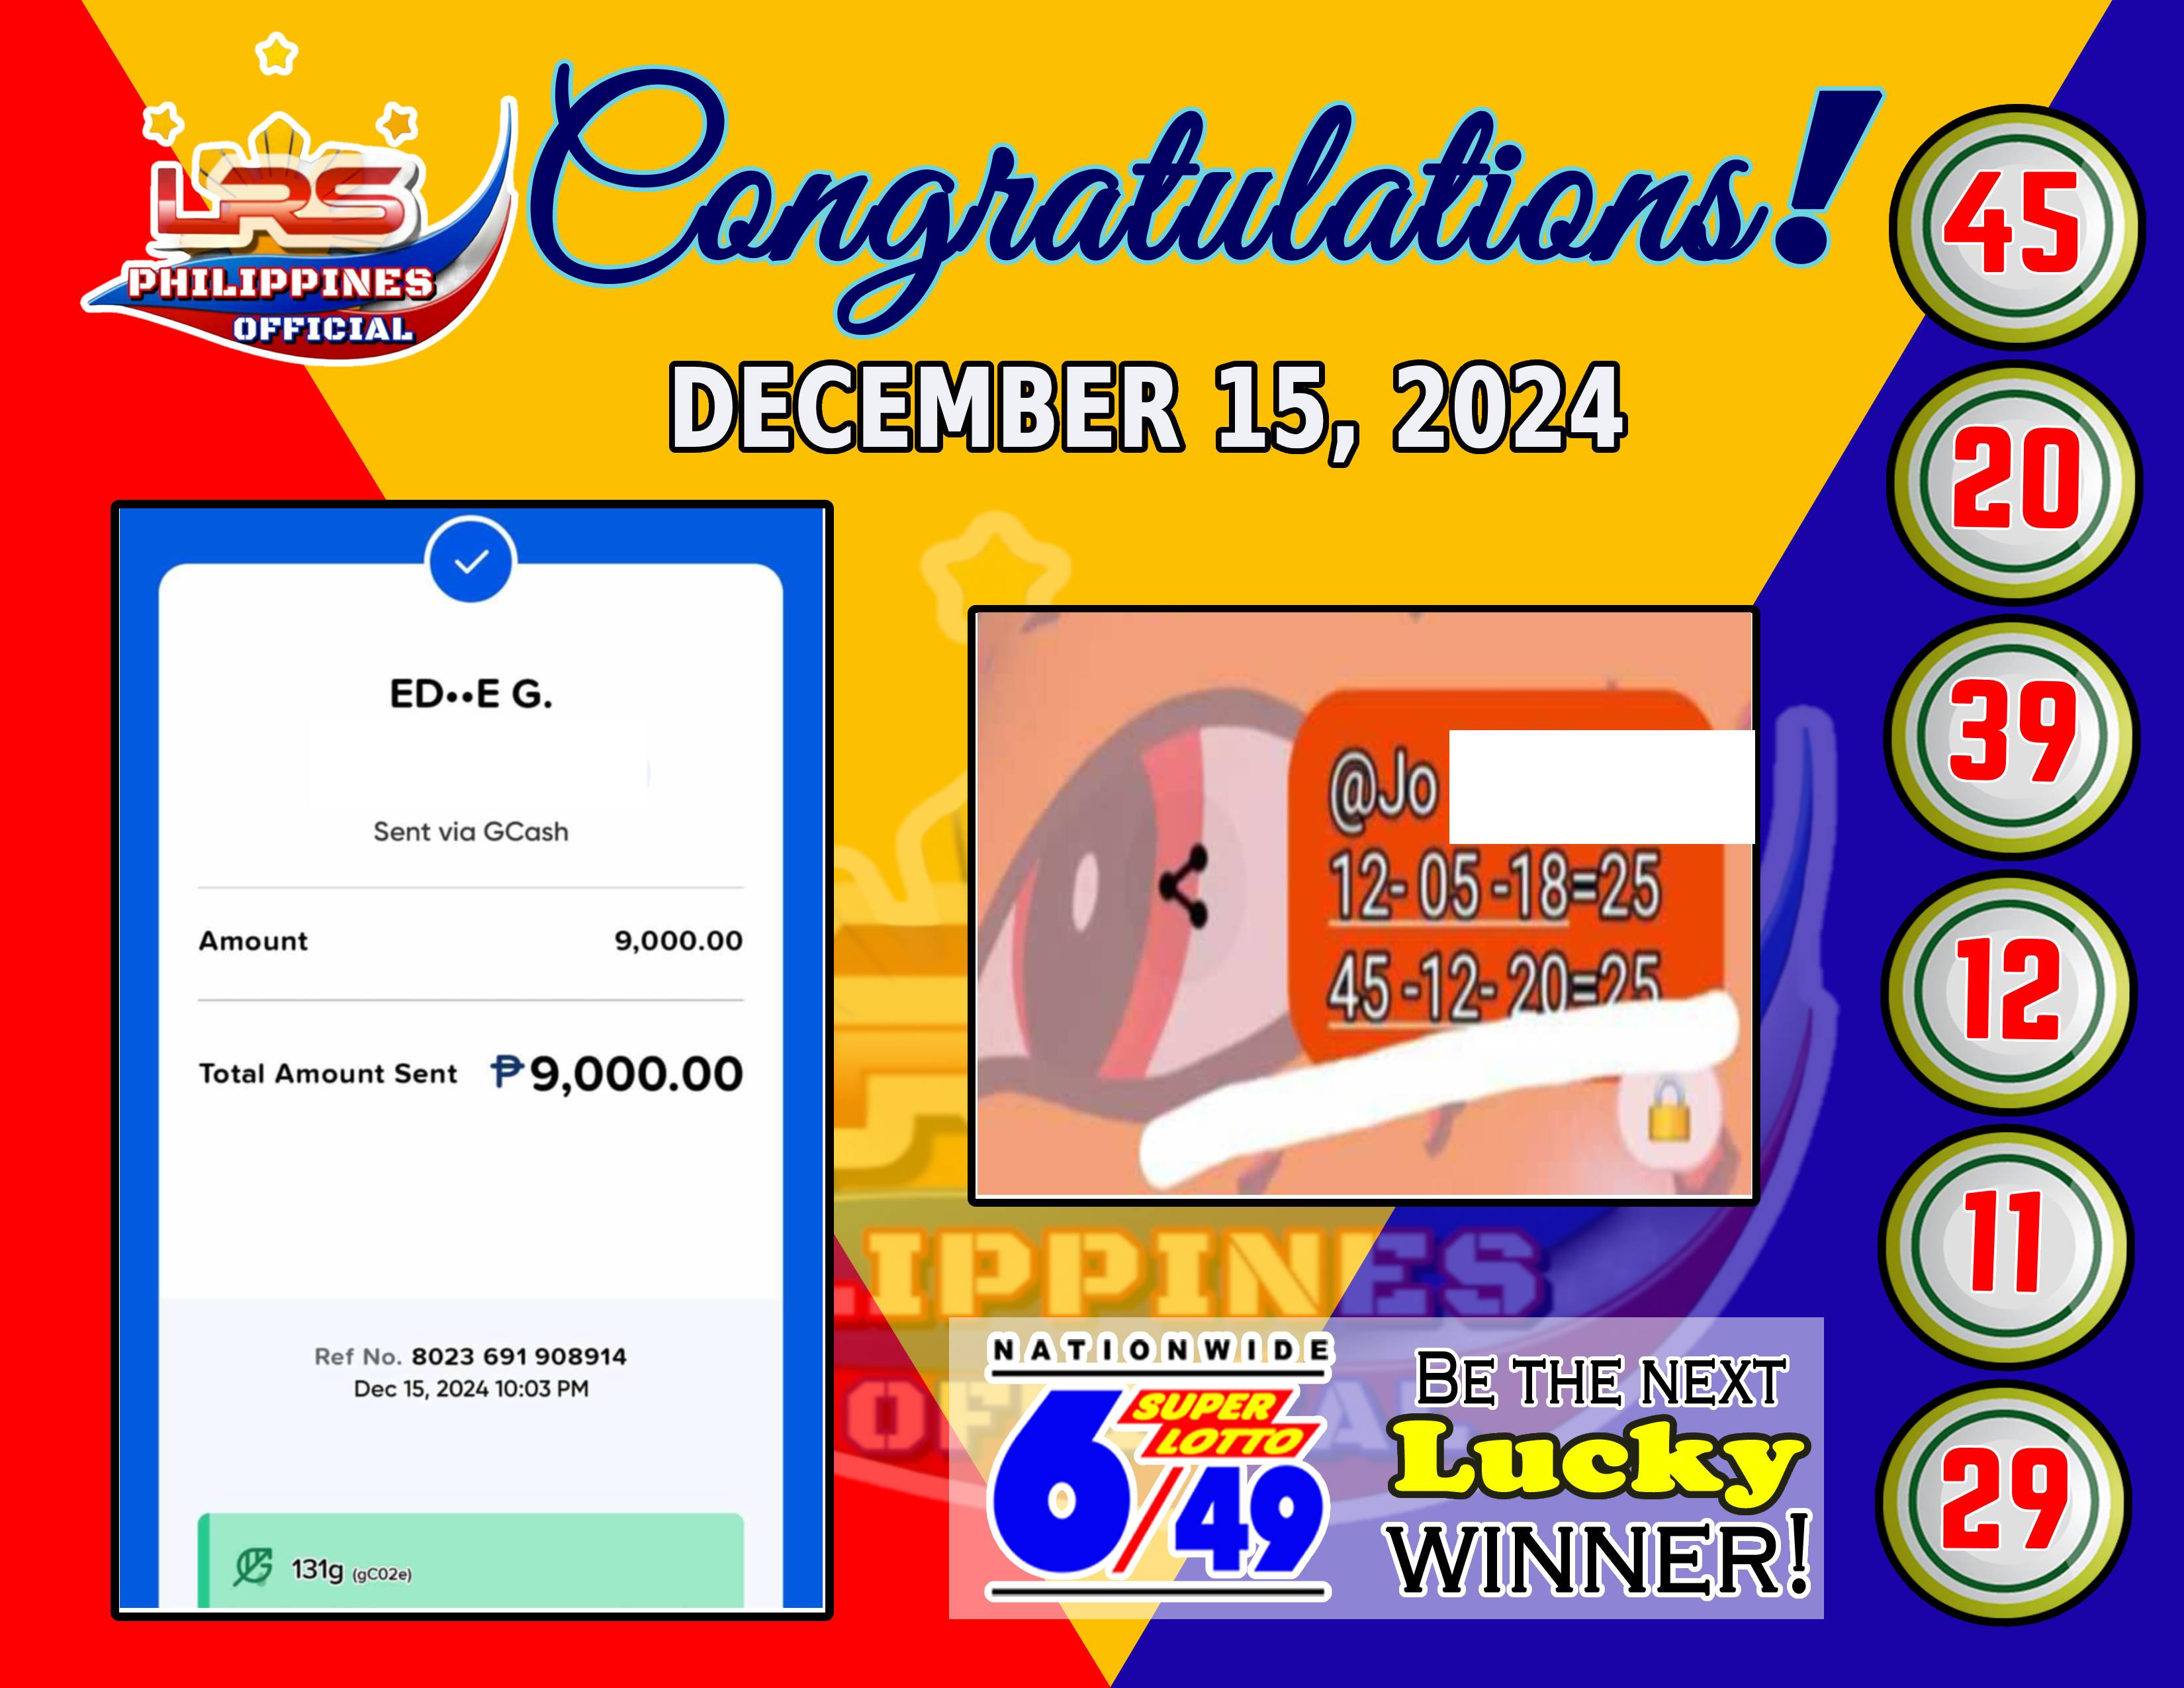 LRS
PHILIPPINES
OFFICIAL
Congratulations!
DECEMBER 15, 2024
ED••E G.
Sent via GCash
Amount 9,000.00
Total Amount Sent ₱9,000.00
Ref No. 8023 691 908914
Dec 15, 2024 10:03 PM
131g (gC02e)
@Jo
12- 05 -18=25
45 -12- 20=25
NATIONWIDE
6/49
SUPER
LOTTO
BE THE NEXT
Lucky
WINNER!
45
20
39
12
11
29